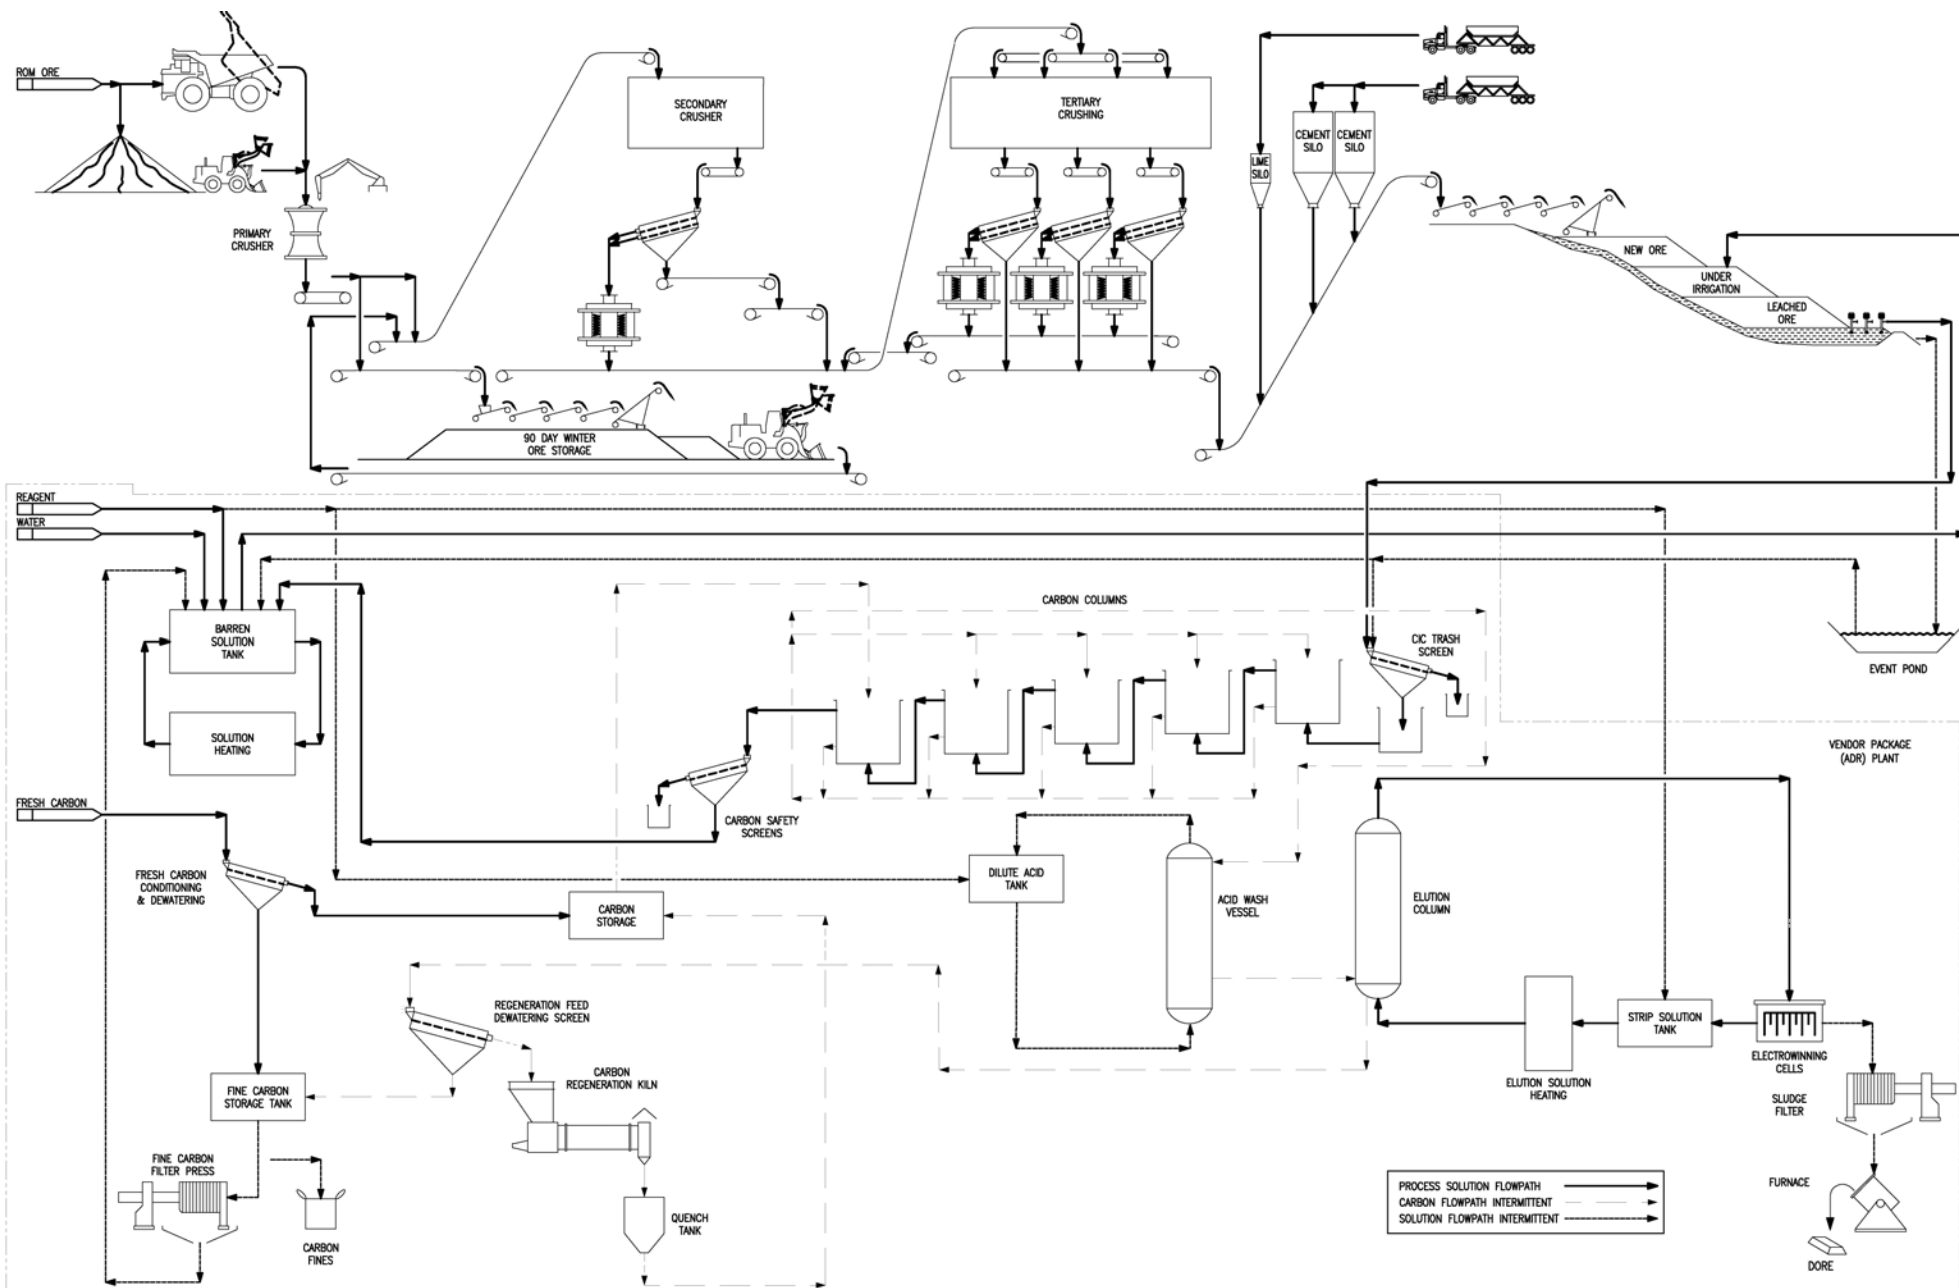 ROM ORE
SECONDARY
CRUSHER
TERTIARY
CRUSHING
CEMENT
SILO
CEMENT
SILO
LIME
SILO
PRIMARY
CRUSHER
NEW ORE
UNDER
IRRIGATION
LEACHED
ORE
90 DAY WINTER
ORE STORAGE
REAGENT
WATER
BARREN
SOLUTION
TANK
SOLUTION
HEATING
CARBON COLUMNS
CIC TRASH
SCREEN
EVENT POND
VENDOR PACKAGE
(ADR) PLANT
FRESH CARBON
CARBON SAFETY
SCREENS
FRESH CARBON
CONDITIONING
& DEWATERING
CARBON
STORAGE
DILUTE ACID
TANK
ACID WASH
VESSEL
ELUTION
COLUMN
REGENERATION FEED
DEWATERING SCREEN
CARBON
REGENERATION KILN
STRIP SOLUTION
TANK
ELECTROWINNING
CELLS
ELUTION SOLUTION
HEATING
SLUDGE
FILTER
FINE CARBON
STORAGE TANK
FINE CARBON
FILTER PRESS
CARBON
FINES
QUENCH
TANK
FURNACE
DORE
PROCESS SOLUTION FLOWPATH
CARBON FLOWPATH INTERMITTENT
SOLUTION FLOWPATH INTERMITTENT